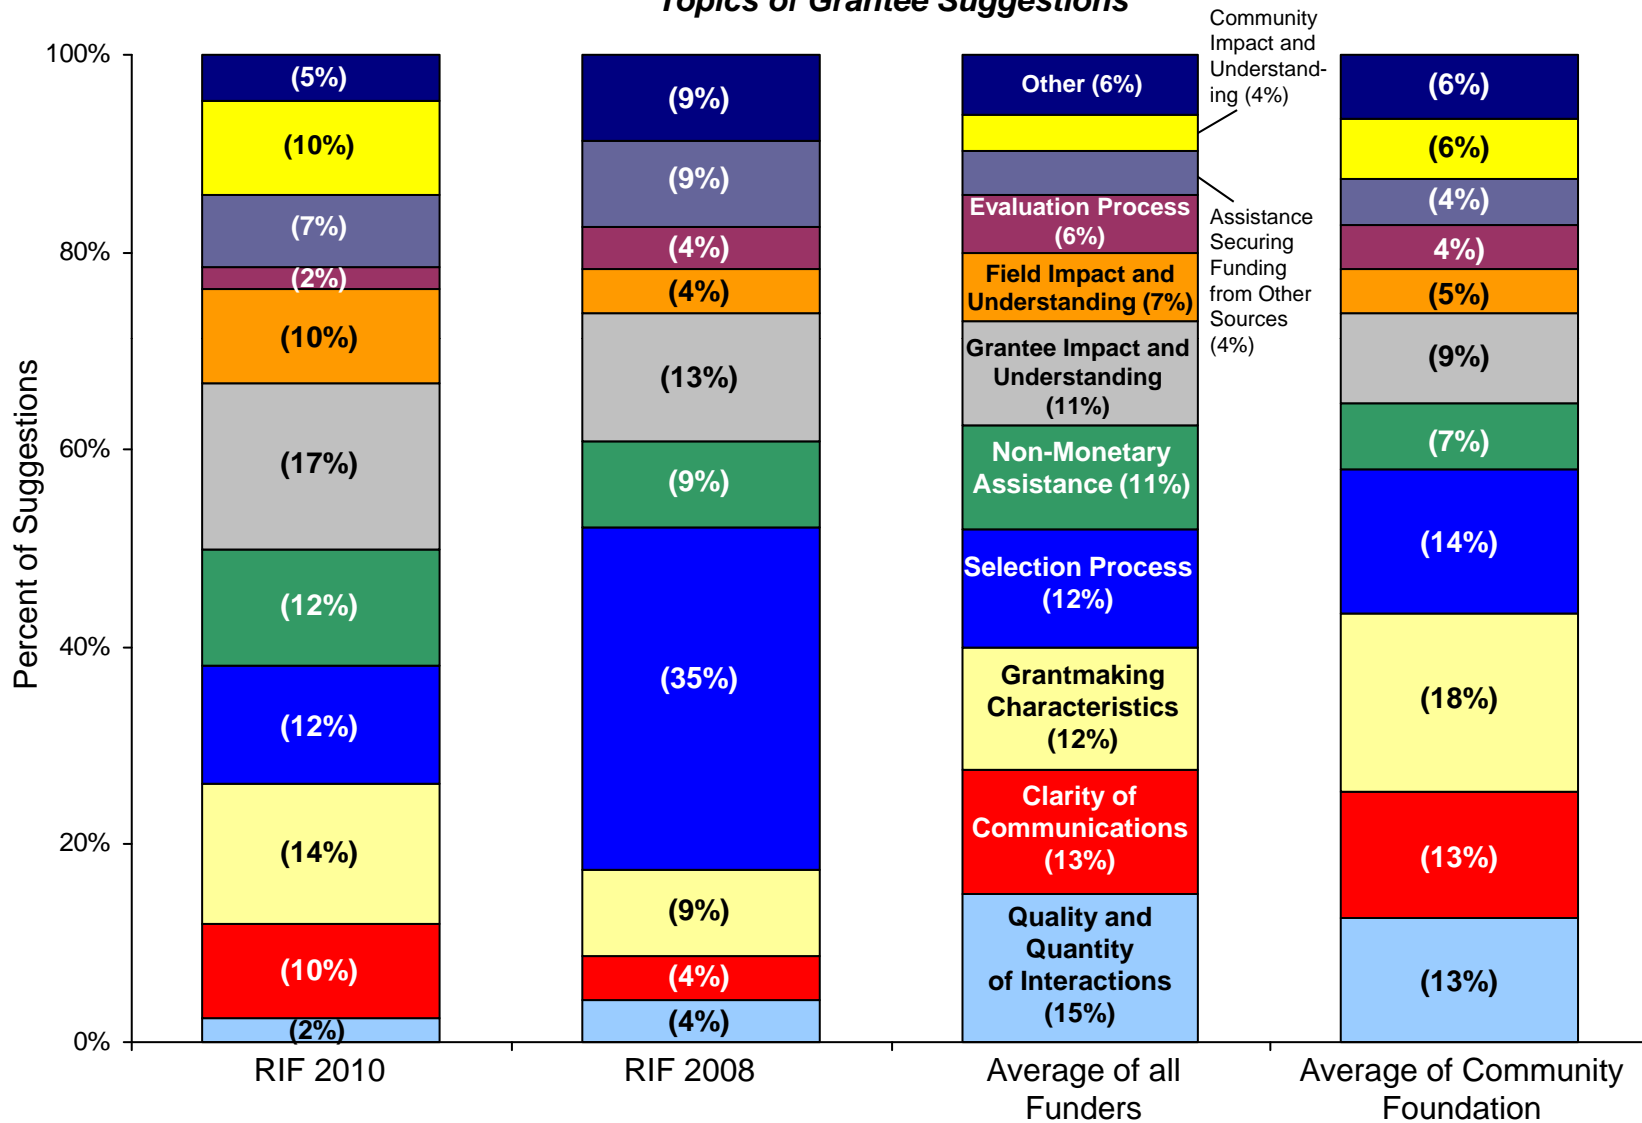 Topics of Grantee Suggestions
Percent of Suggestions
100%
80%
60%
40%
20%
0%
(5%)
(10%)
(7%)
(2%)
(10%)
(17%)
(12%)
(12%)
(14%)
(10%)
(2%)
RIF 2010
(9%)
(9%)
(4%)
(4%)
(13%)
(9%)
(35%)
(9%)
(4%)
(4%)
RIF 2008
Other (6%)
Community
Impact and
Understand-
ing (4%)
Assistance
Securing
Funding
from Other
Sources
(4%)
Evaluation Process
(6%)
Field Impact and
Understanding (7%)
Grantee Impact and
Understanding
(11%)
Non-Monetary
Assistance (11%)
Selection Process
(12%)
Grantmaking
Characteristics
(12%)
Clarity of
Communications
(13%)
Quality and
Quantity
of Interactions
(15%)
Average of all
Funders
(6%)
(6%)
(4%)
4%)
(5%)
(9%)
(7%)
(14%)
(18%)
(13%)
(13%)
Average of Community
Foundation